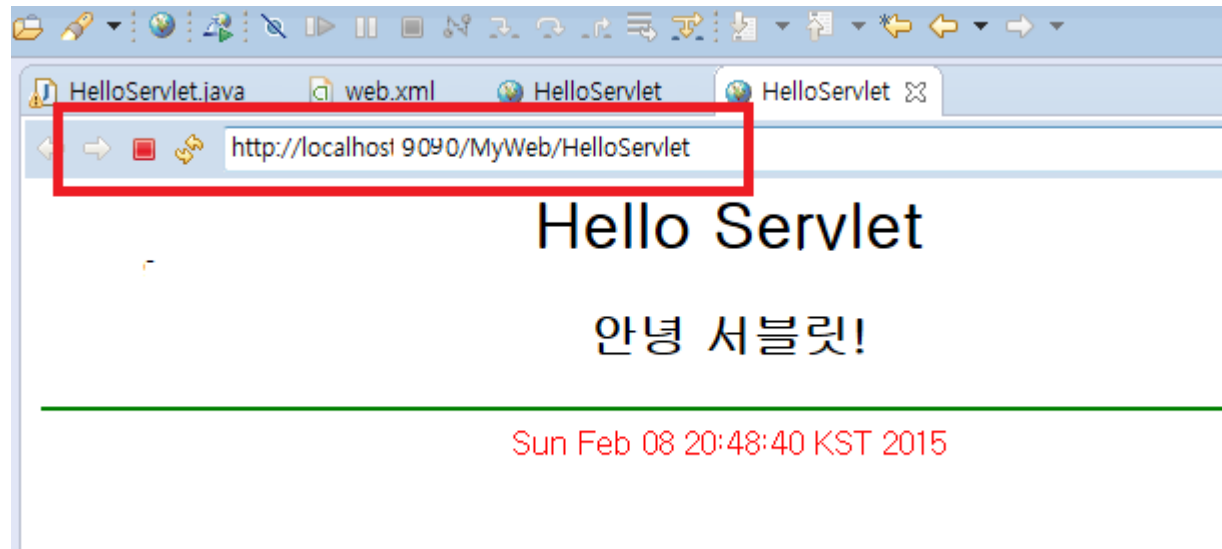 HelloServlet.java web.xml HelloServlet HelloServlet
http://localhost 9090/MyWeb/HelloServlet
Hello Servlet
안녕 서블릿!
Sun Feb 08 20:48:40 KST 2015